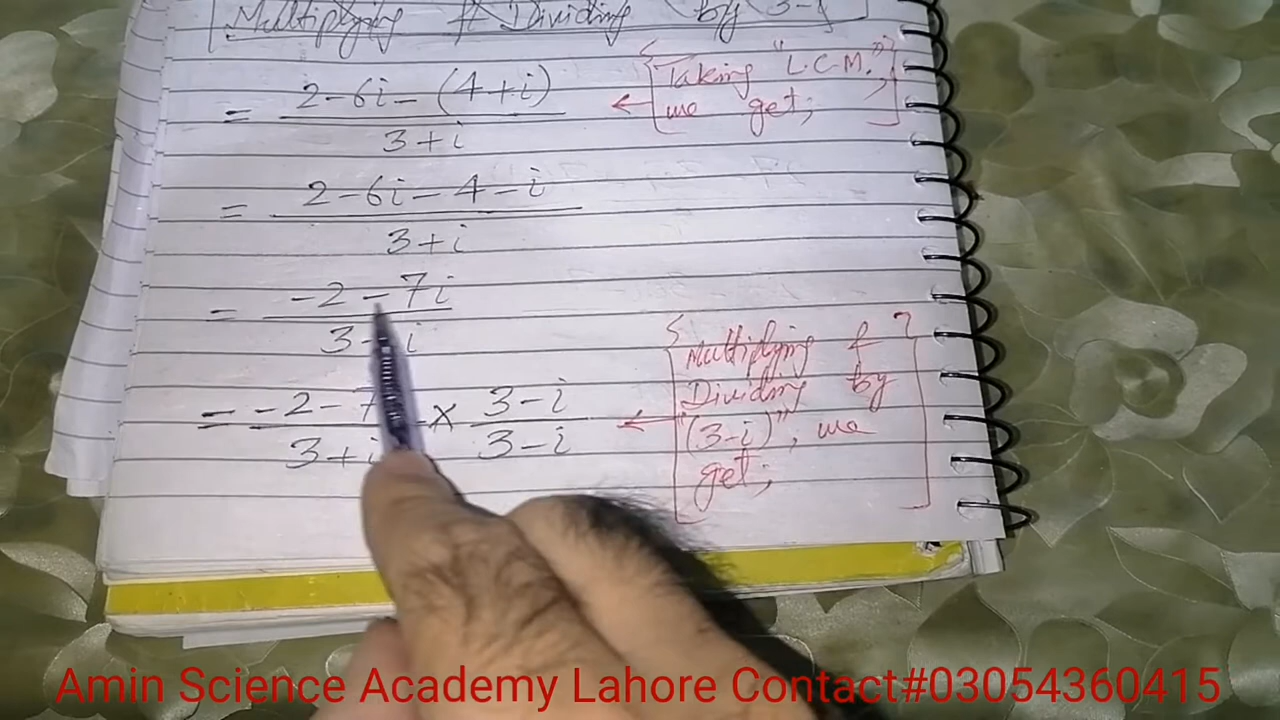 Multiplying & Dividing by 3-i
= 2-6i-(4+i) / 3+i
{Taking "L.C.M.",
we get;
= 2-6i-4-i / 3+i
= -2-7i / 3+i
= -2-7 / 3+i × 3-i / 3-i
{Multiplying &
Dividing by
"(3-i)", we
get;
Amin Science Academy Lahore Contact#03054360415